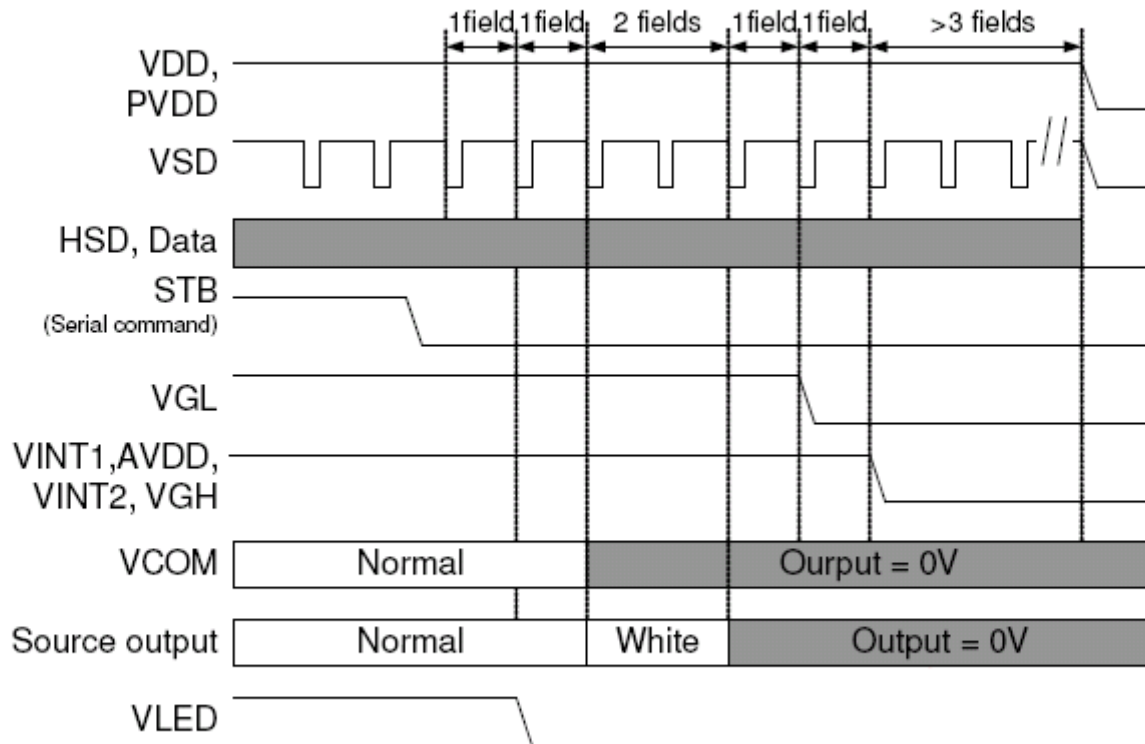 1field 1field 2 fields 1field 1field >3 fields
VDD,
PVDD
VSD
HSD, Data
STB
(Serial command)
VGL
VINT1,AVDD,
VINT2, VGH
VCOM Normal Ourput = 0V
Source output Normal White Output = 0V
VLED